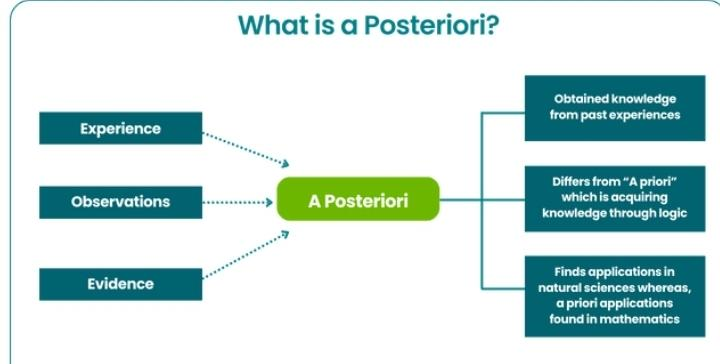 What is a Posteriori?
Experience
Observations
Evidence
A Posteriori
Obtained knowledge
from past experiences
Differs from “A priori”
which is acquiring
knowledge through logic
Finds applications in
natural sciences whereas,
a priori applications
found in mathematics